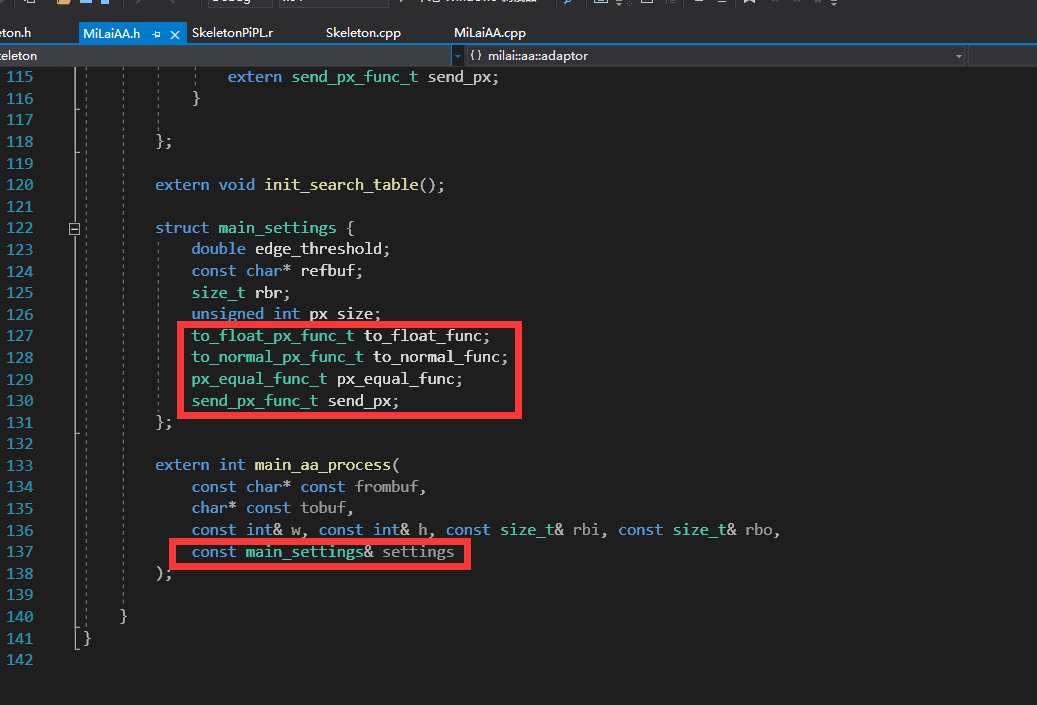 eton.h MiLaiAA.h SkeletonPiPL.r Skeleton.cpp MiLaiAA.cpp
keleton {} milai::aa::adaptor
115 extern send_px_func_t send_px;
116 }
117
118 };
119
120 extern void init_search_table();
121
122 struct main_settings {
123 double edge_threshold;
124 const char* refbuf;
125 size_t rbr;
126 unsigned int px_size;
127 to_float_px_func_t to_float_func;
128 to_normal_px_func_t to_normal_func;
129 px_equal_func_t px_equal_func;
130 send_px_func_t send_px;
131 };
132
133 extern int main_aa_process(
134 const char* const frombuf,
135 char* const tobuf,
136 const int& w, const int& h, const size_t& rbi, const size_t& rbo,
137 const main_settings& settings
138 );
139
140 }
141 }
142